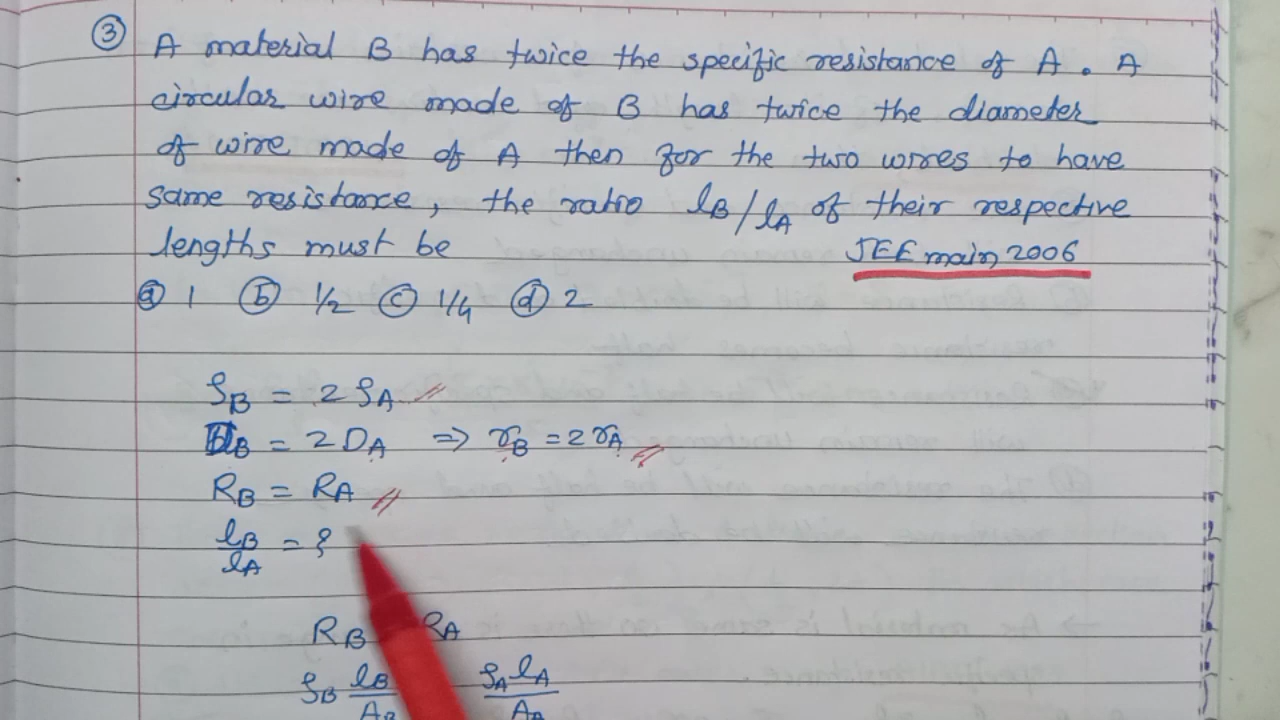 ③ A material B has twice the specific resistance of A. A
circular wire made of B has twice the diameter
of wire made of A then for the two wires to have
same resistance, the ratio lB/lA of their respective
lengths must be JEE main 2006
ⓐ 1 ⓑ 1/2 ⓒ 1/4 ⓓ 2
ρB = 2ρA
DB = 2DA ⇒ rB = 2rA
RB = RA
lB/lA = ?
RB RA
ρB lB/AB ρA lA/